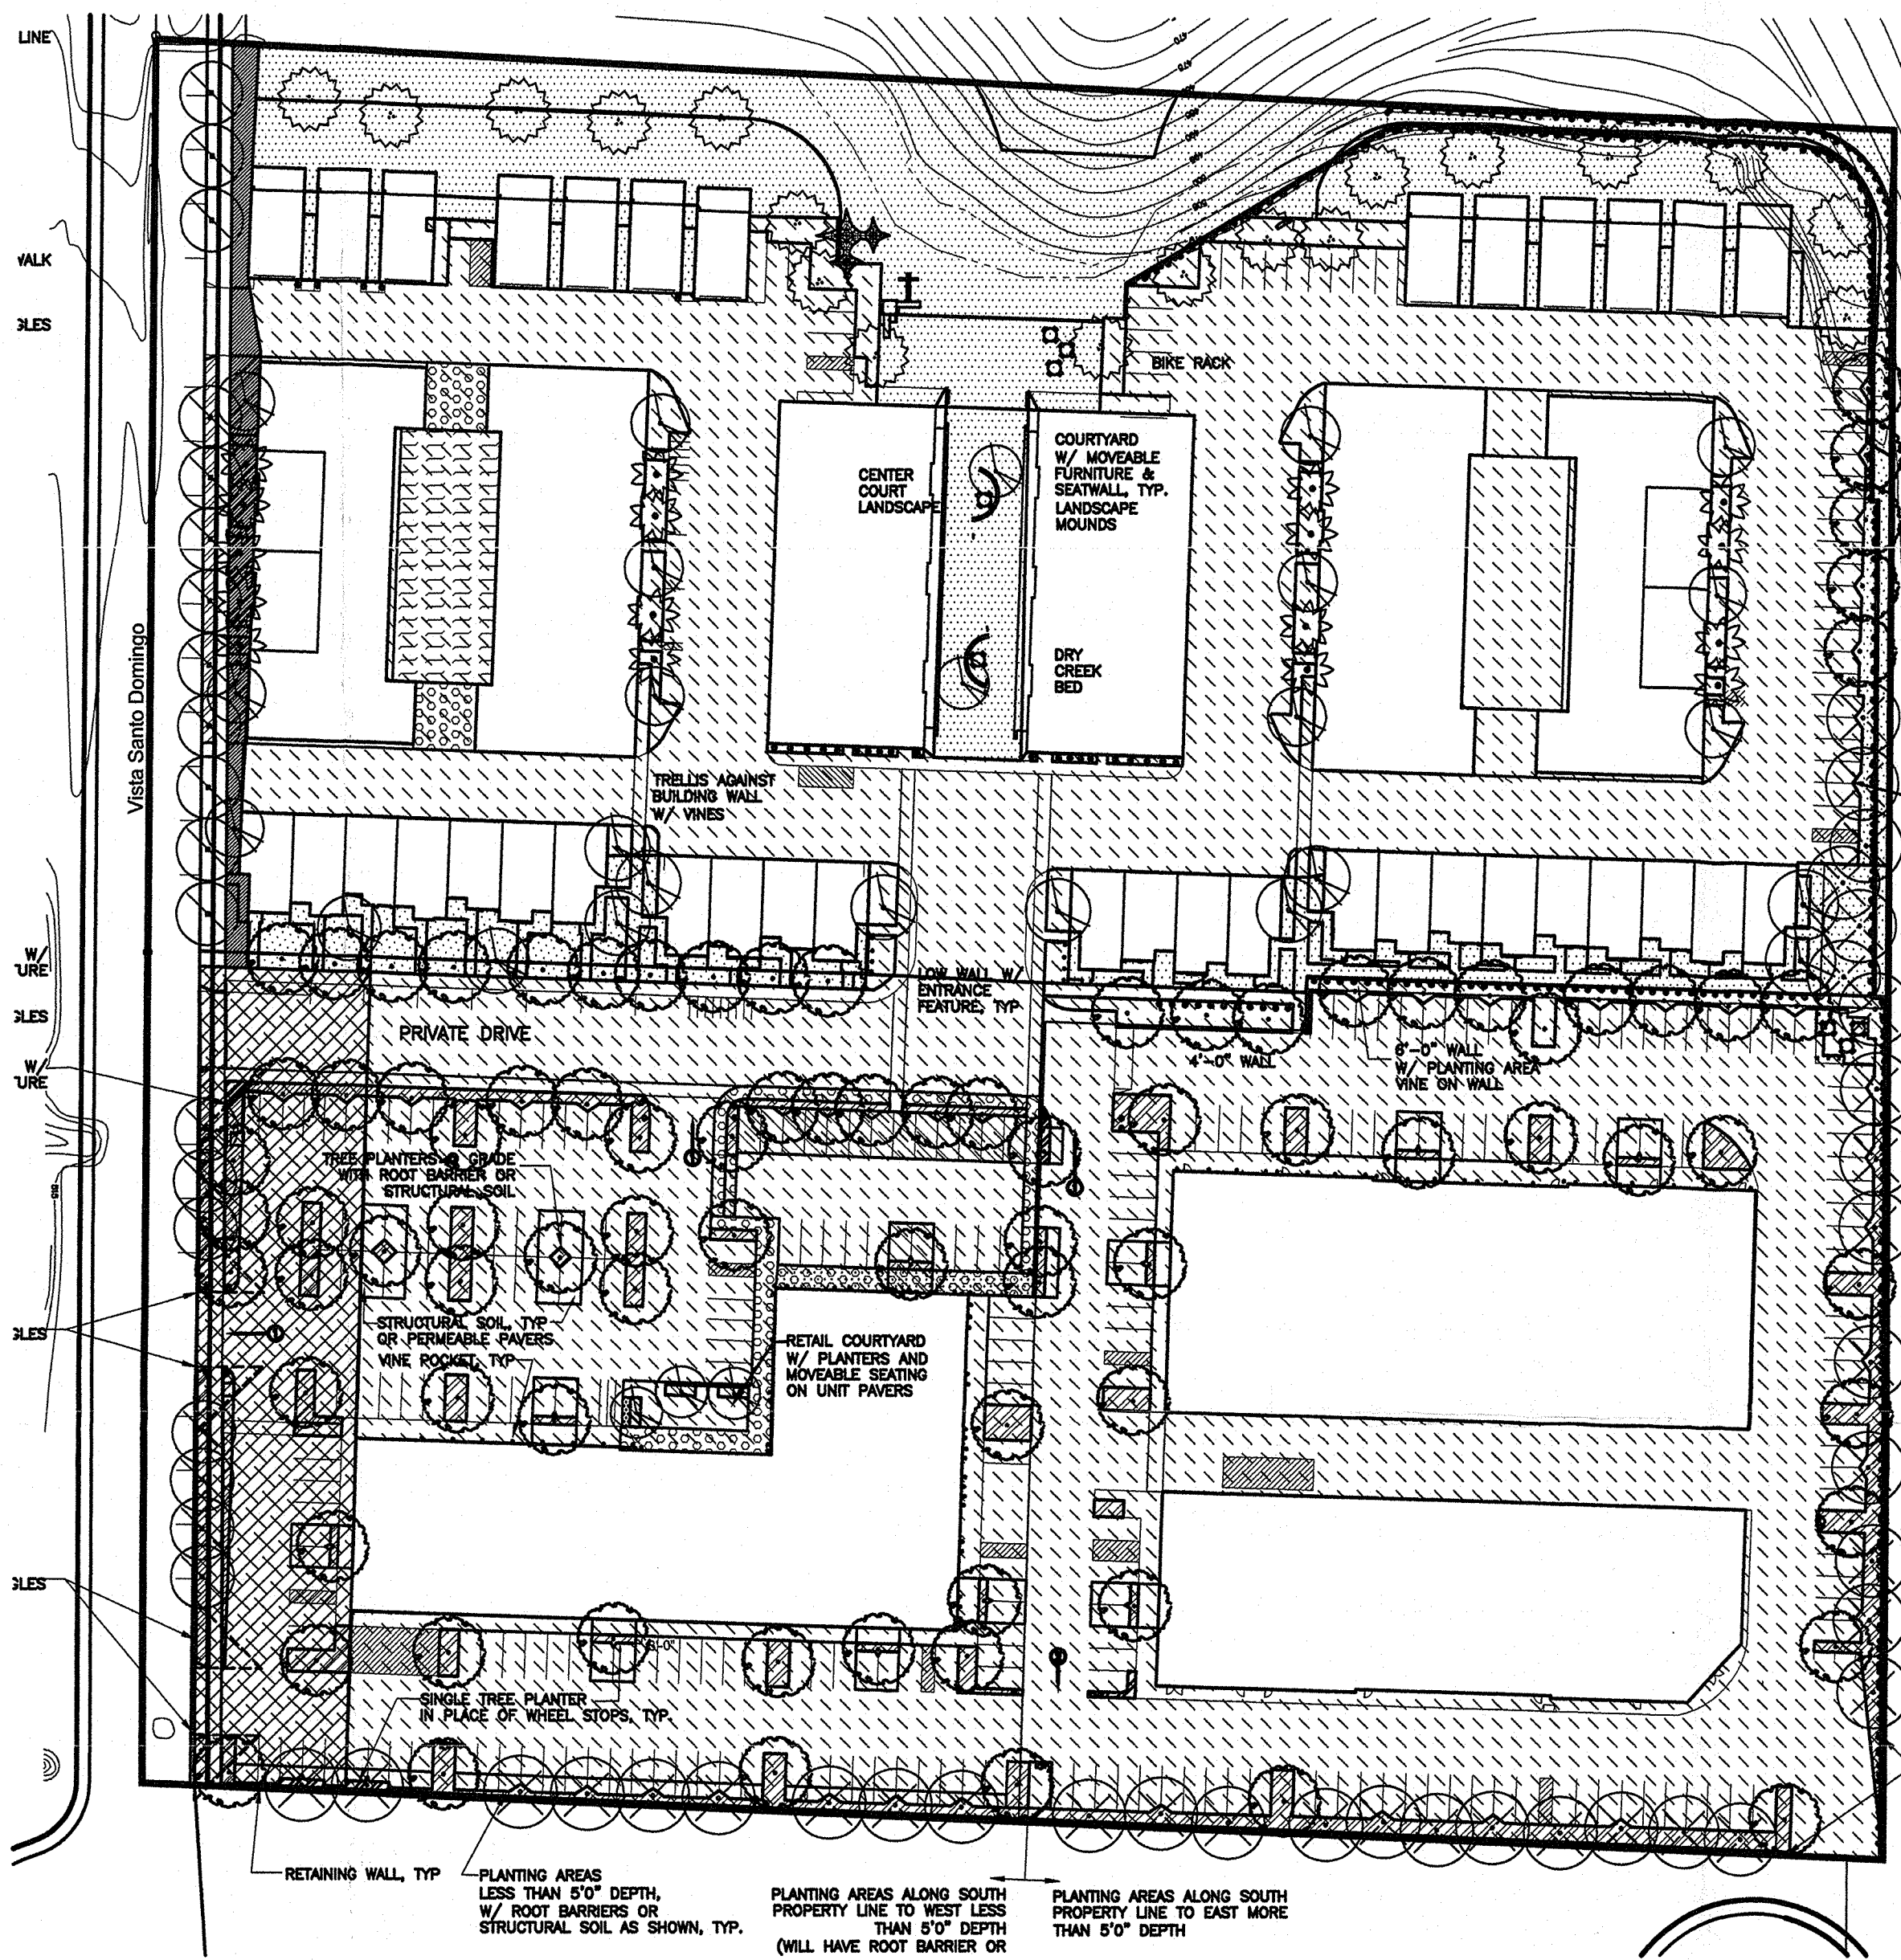 LINE
WALK
GLES
Vista Santo Domingo
BIKE RACK
CENTER
COURT
LANDSCAPE
COURTYARD
W/ MOVEABLE
FURNITURE &
SEATWALL, TYP.
LANDSCAPE
MOUNDS
DRY
CREEK
BED
TRELLIS AGAINST
BUILDING WALL
W/ VINES
W/
URE
GLES
W/
URE
LOW WALL W/
ENTRANCE
FEATURE, TYP
PRIVATE DRIVE
4'-0" WALL
6'-0" WALL
W/ PLANTING AREA
VINE ON WALL
TREE PLANTERS @ GRADE
WITH ROOT BARRIER OR
STRUCTURAL SOIL
STRUCTURAL SOIL, TYP
OR PERMEABLE PAVERS
VINE POCKET, TYP
RETAIL COURTYARD
W/ PLANTERS AND
MOVEABLE SEATING
ON UNIT PAVERS
GLES
GLES
SINGLE TREE PLANTER
IN PLACE OF WHEEL STOPS, TYP.
RETAINING WALL, TYP
PLANTING AREAS
LESS THAN 5'0" DEPTH,
W/ ROOT BARRIERS OR
STRUCTURAL SOIL AS SHOWN, TYP.
PLANTING AREAS ALONG SOUTH
PROPERTY LINE TO WEST LESS
THAN 5'0" DEPTH
(WILL HAVE ROOT BARRIER OR
PLANTING AREAS ALONG SOUTH
PROPERTY LINE TO EAST MORE
THAN 5'0" DEPTH